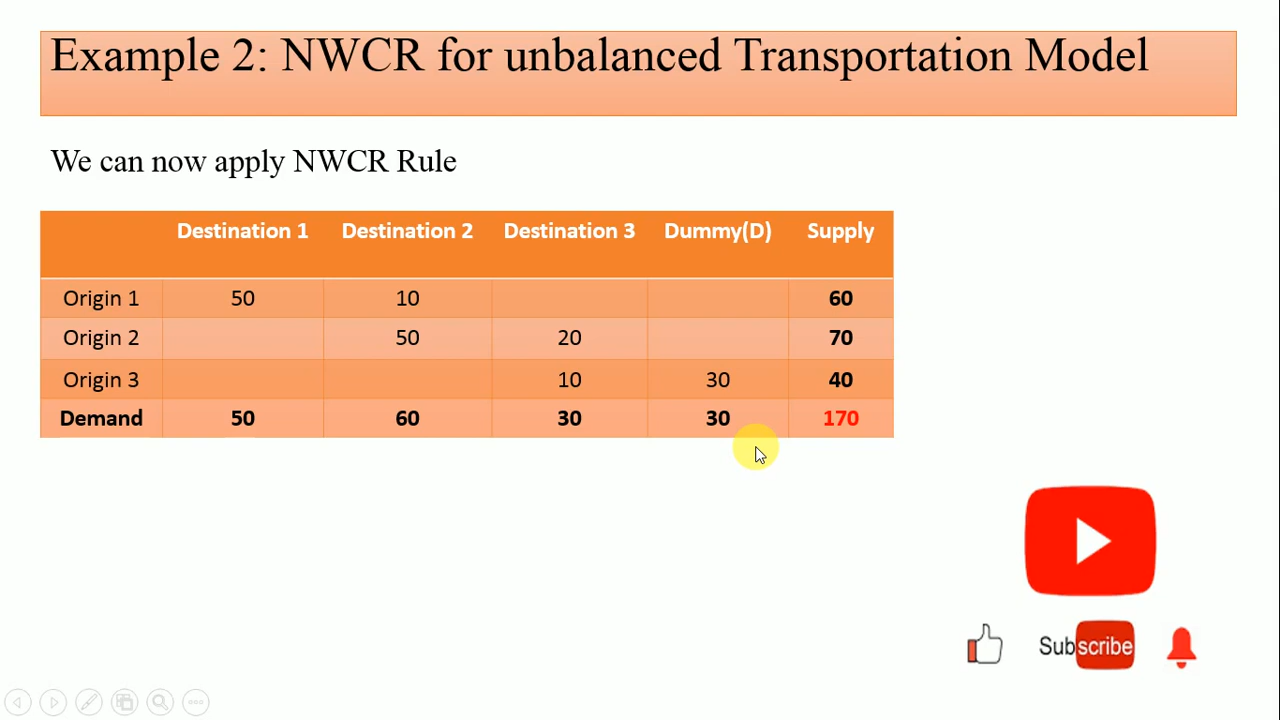 Example 2: NWCR for unbalanced Transportation Model
We can now apply NWCR Rule
Destination 1 Destination 2 Destination 3 Dummy(D) Supply
Origin 1 50 10 60
Origin 2 50 20 70
Origin 3 10 30 40
Demand 50 60 30 30 170
Subscribe